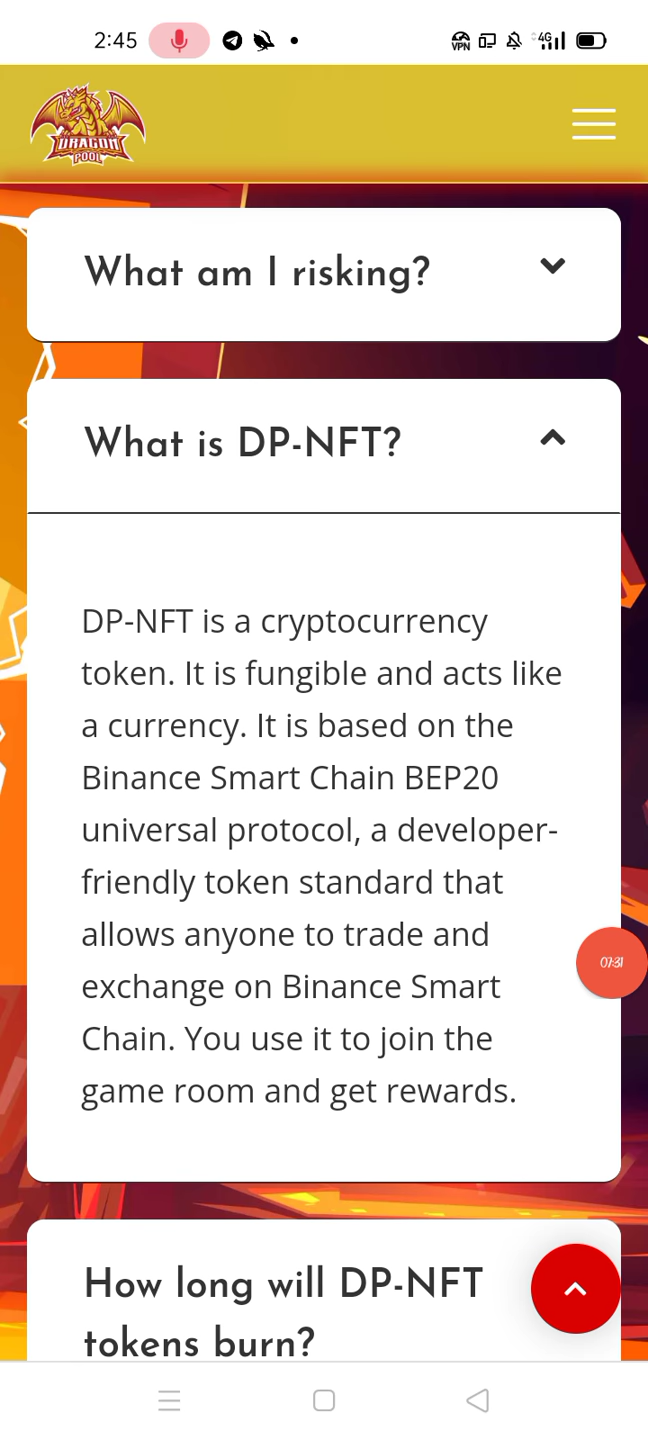 2:45
VPN
4G
DRAGON
POOL
What am I risking?
What is DP-NFT?
DP-NFT is a cryptocurrency
token. It is fungible and acts like
a currency. It is based on the
Binance Smart Chain BEP20
universal protocol, a developer-
friendly token standard that
allows anyone to trade and
exchange on Binance Smart
Chain. You use it to join the
game room and get rewards.
07:31
How long will DP-NFT
tokens burn?